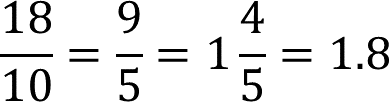 18/10 = 9/5 = 1 4/5 = 1.8